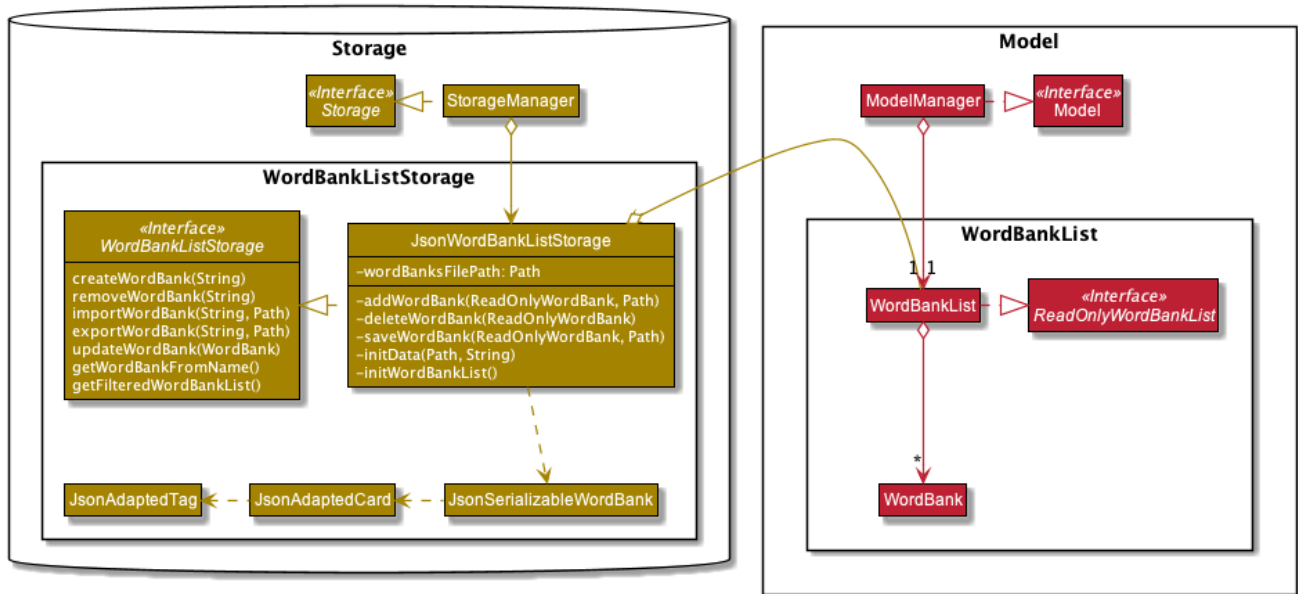 Storage
«Interface»
Storage
StorageManager
WordBankListStorage
«Interface»
WordBankListStorage
createWordBank(String)
removeWordBank(String)
importWordBank(String, Path)
exportWordBank(String, Path)
updateWordBank(WordBank)
getWordBankFromName()
getFilteredWordBankList()
JsonWordBankListStorage
-wordBanksFilePath: Path
-addWordBank(ReadOnlyWordBank, Path)
-deleteWordBank(ReadOnlyWordBank)
-saveWordBank(ReadOnlyWordBank, Path)
-initData(Path, String)
-initWordBankList()
JsonAdaptedTag
JsonAdaptedCard
JsonSerializableWordBank
Model
ModelManager
«Interface»
Model
WordBankList
1 1
WordBankList
«Interface»
ReadOnlyWordBankList
*
WordBank